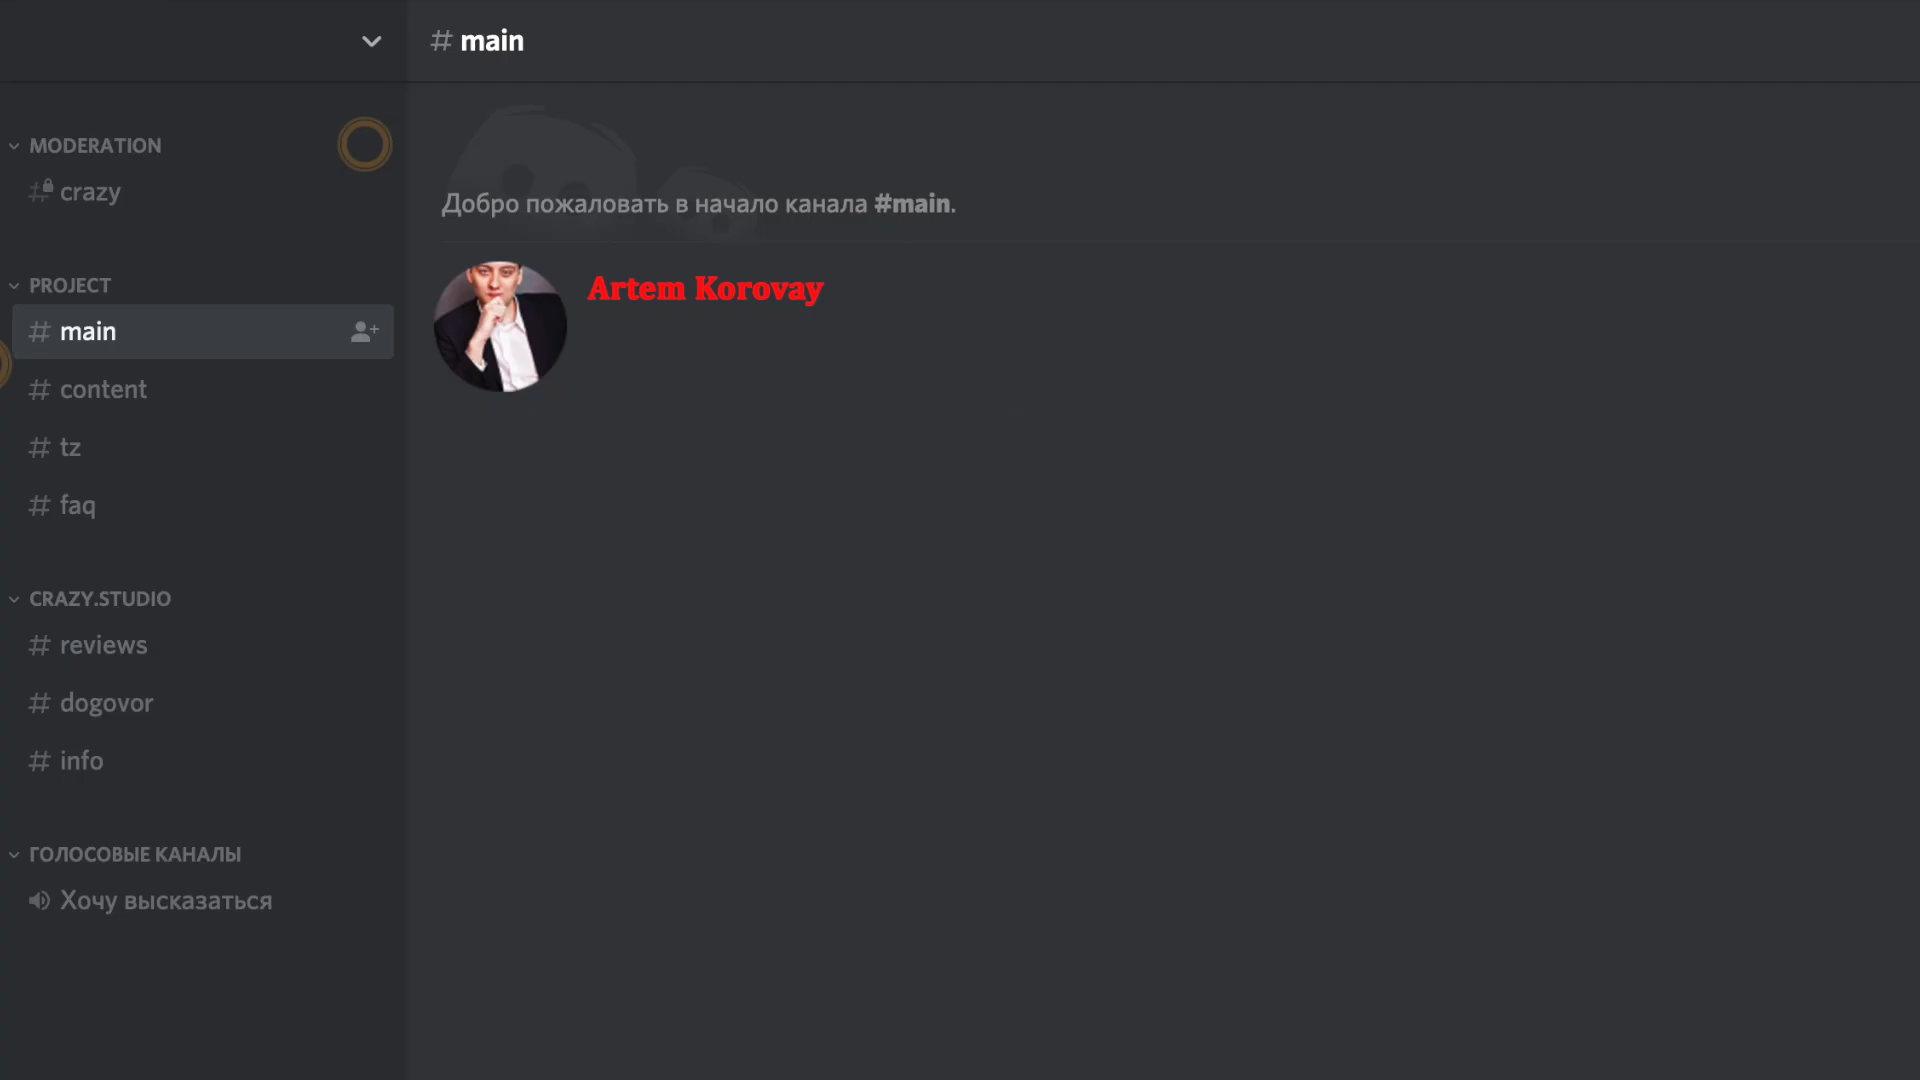 # main
MODERATION
# crazy
PROJECT
# main
# content
# tz
# faq
CRAZY.STUDIO
# reviews
# dogovor
# info
ГОЛОСОВЫЕ КАНАЛЫ
Хочу высказаться
Добро пожаловать в начало канала #main.
Artem Korovay